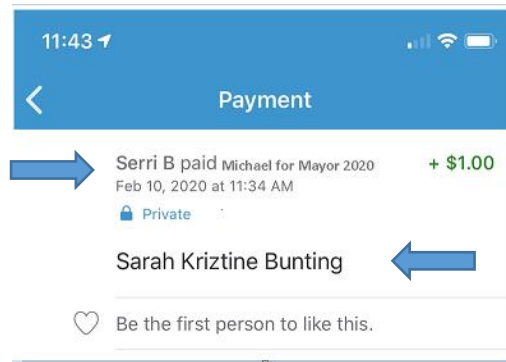 11:43
Payment
Serri B paid Michael for Mayor 2020 + $1.00
Feb 10, 2020 at 11:34 AM
Private
Sarah Kriztine Bunting
Be the first person to like this.